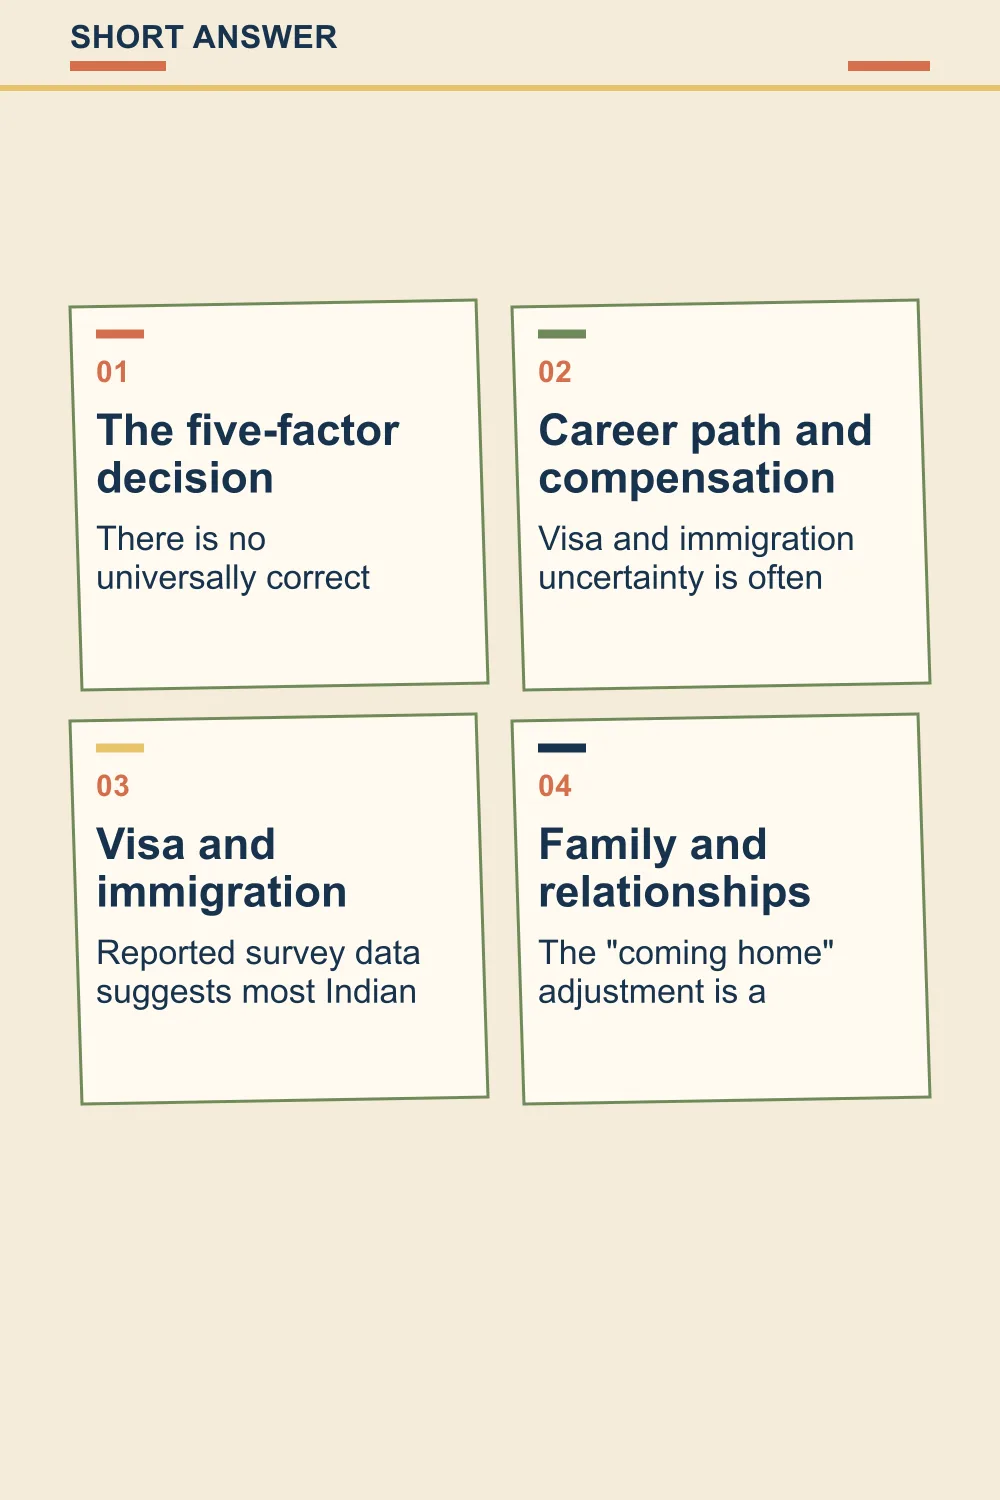 SHORT ANSWER
01
The five-factor
decision
There is no
universally correct
02
Career path and
compensation
Visa and immigration
uncertainty is often
03
Visa and
immigration
Reported survey data
suggests most Indian
04
Family and
relationships
The "coming home"
adjustment is a